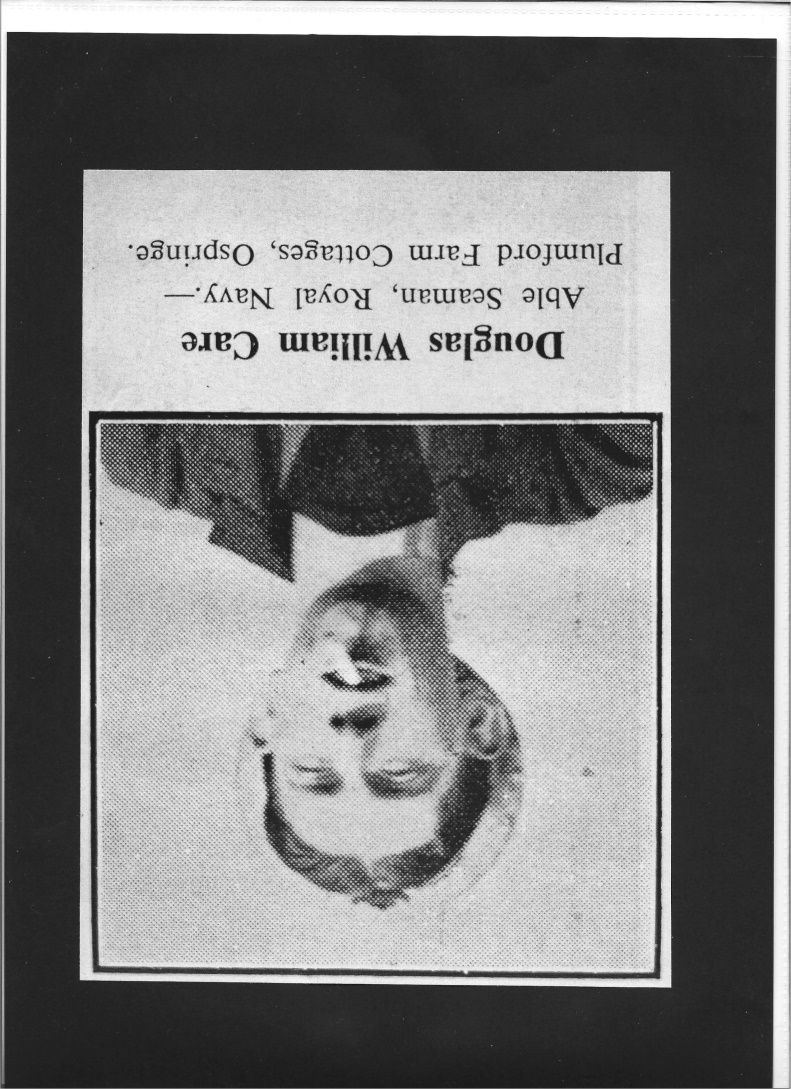 Douglas William Care
Able Seaman, Royal Navy.—
Plumford Farm Cottages, Ospringe.